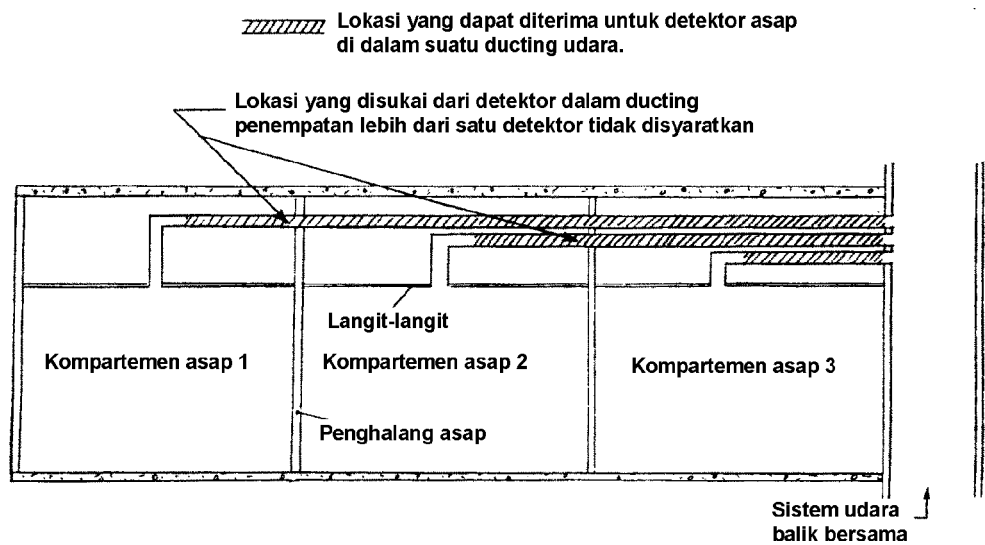 Lokasi yang dapat diterima untuk detektor asap
di dalam suatu ducting udara.
Lokasi yang disukai dari detektor dalam ducting
penempatan lebih dari satu detektor tidak disyaratkan
Langit-langit
Kompartemen asap 1
Kompartemen asap 2
Kompartemen asap 3
Penghalang asap
Sistem udara
balik bersama